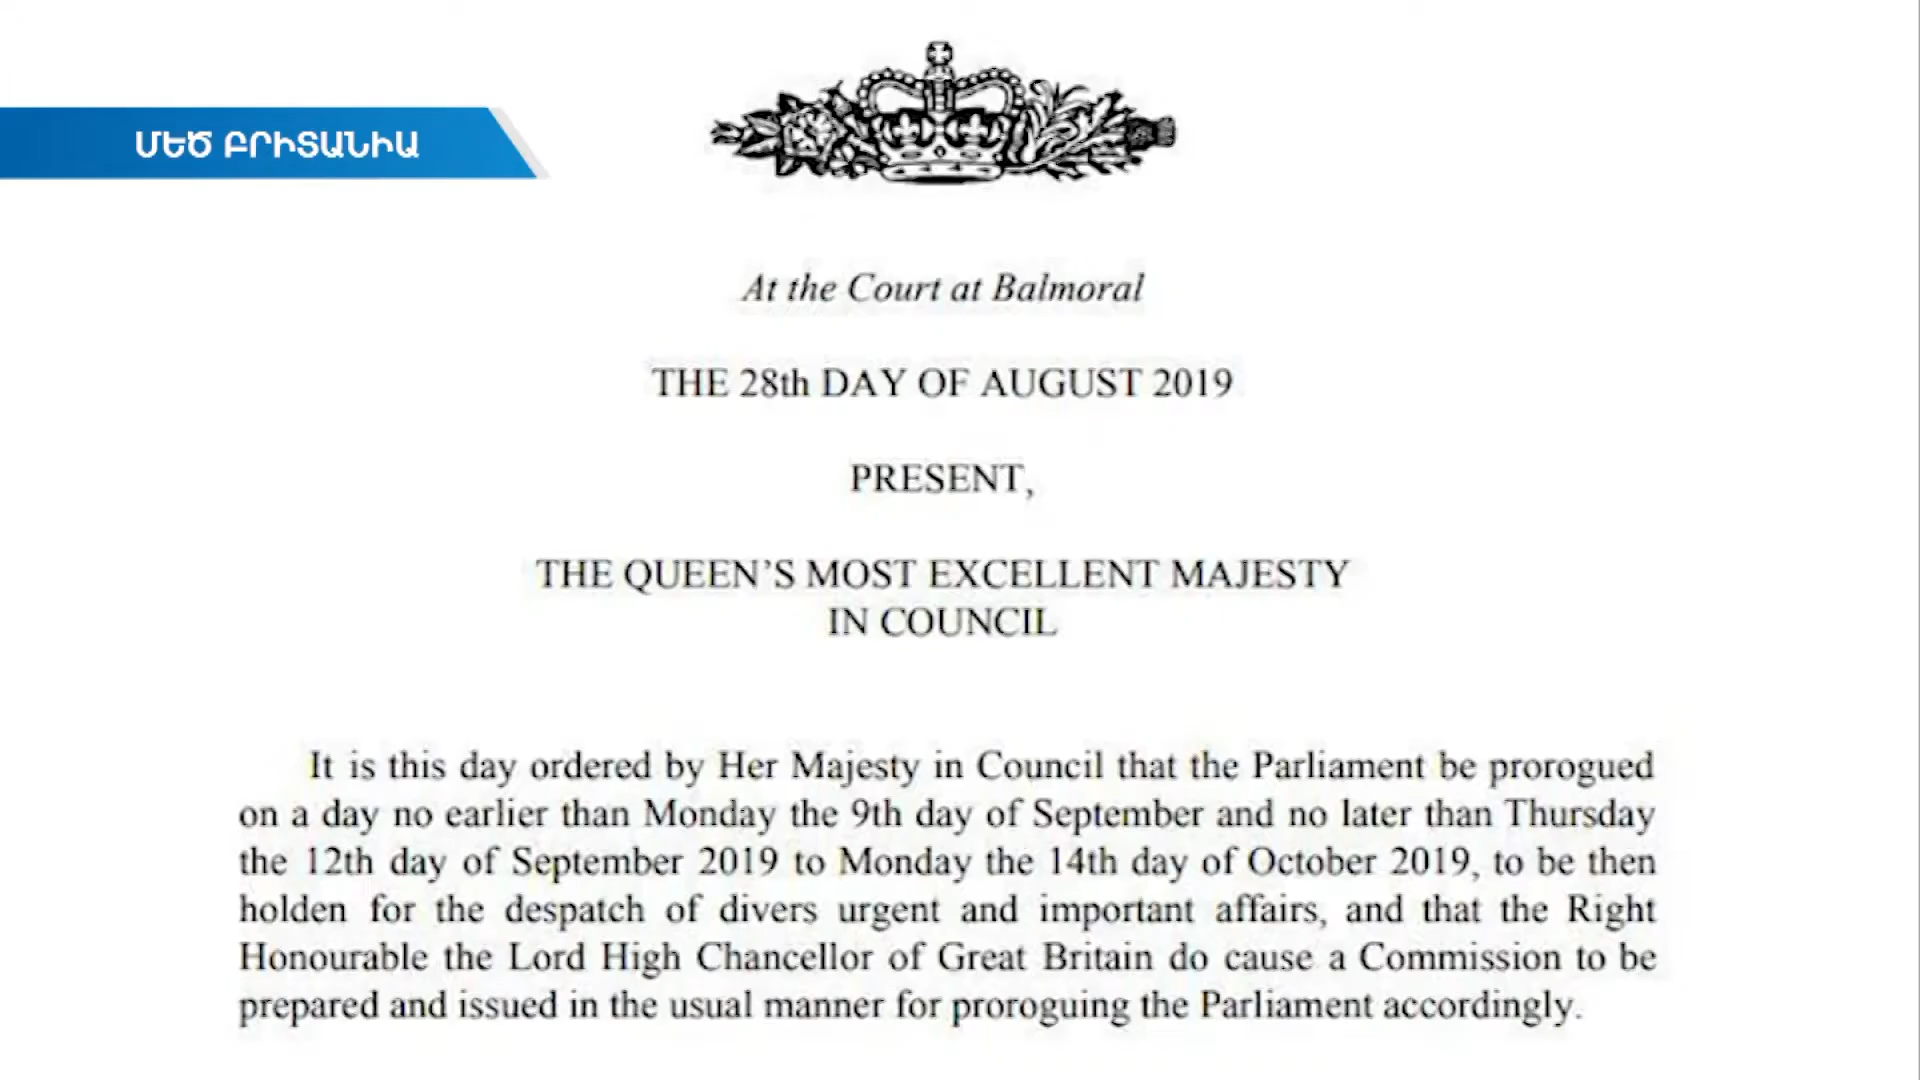 ՄԵԾ ԲՐԻՏԱՆԻԱ
At the Court at Balmoral
THE 28th DAY OF AUGUST 2019
PRESENT,
THE QUEEN’S MOST EXCELLENT MAJESTY
IN COUNCIL
It is this day ordered by Her Majesty in Council that the Parliament be prorogued
on a day no earlier than Monday the 9th day of September and no later than Thursday
the 12th day of September 2019 to Monday the 14th day of October 2019, to be then
holden for the despatch of divers urgent and important affairs, and that the Right
Honourable the Lord High Chancellor of Great Britain do cause a Commission to be
prepared and issued in the usual manner for proroguing the Parliament accordingly.